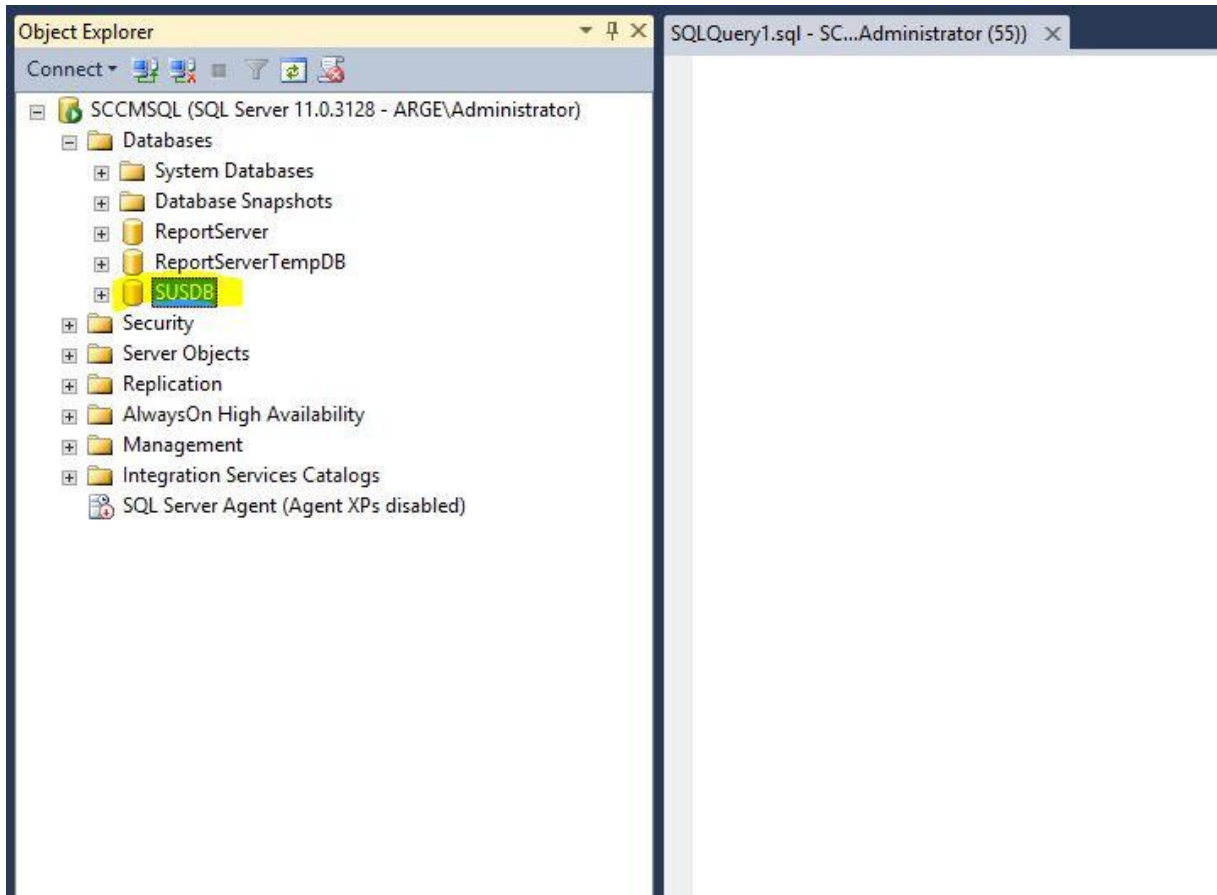 Object Explorer
SQLQuery1.sql - SC...Administrator (55))
Connect
SCCMSQL (SQL Server 11.0.3128 - ARGE\Administrator)
Databases
System Databases
Database Snapshots
ReportServer
ReportServerTempDB
SUSDB
Security
Server Objects
Replication
AlwaysOn High Availability
Management
Integration Services Catalogs
SQL Server Agent (Agent XPs disabled)